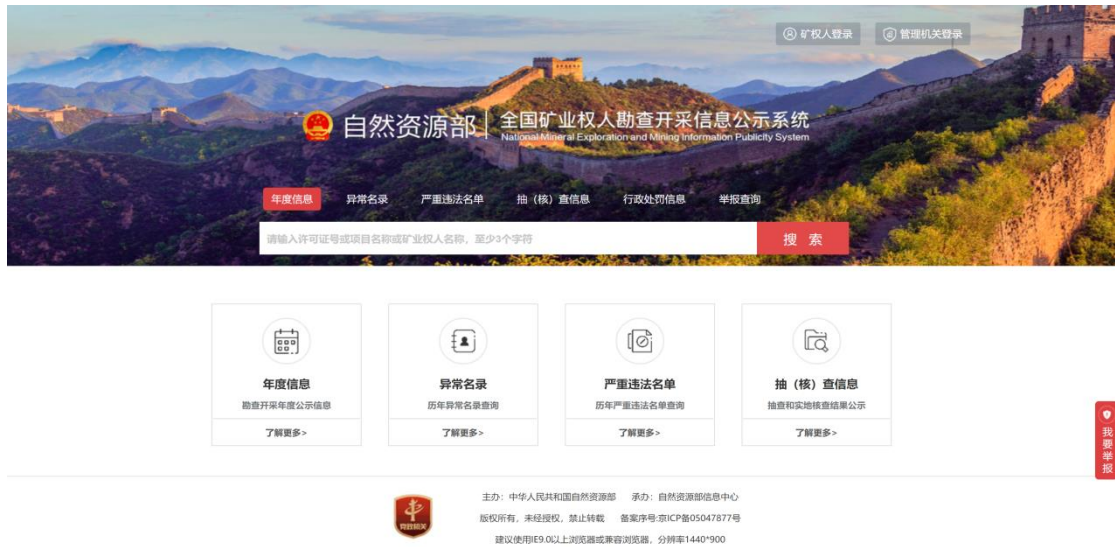 矿权人登录 管理机关登录
自然资源部 全国矿业权人勘查开采信息公示系统
National Mineral Exploration and Mining Information Publicity System
年度信息 异常名录 严重违法名单 抽（核）查信息 行政处罚信息 举报查询
请输入许可证号或项目名称或矿业权人名称，至少3个字符 搜 索
年度信息 异常名录 严重违法名单 抽（核）查信息
勘查开采年度公示信息 历年异常名录查询 历年严重违法名单查询 抽查和实地核查结果公示
了解更多> 了解更多> 了解更多> 了解更多>
我要举报
党政机关
主办：中华人民共和国自然资源部 承办：自然资源部信息中心
版权所有，未经授权，禁止转载 备案序号:京ICP备05047877号
建议使用IE9.0以上浏览器或兼容浏览器，分辨率1440*900